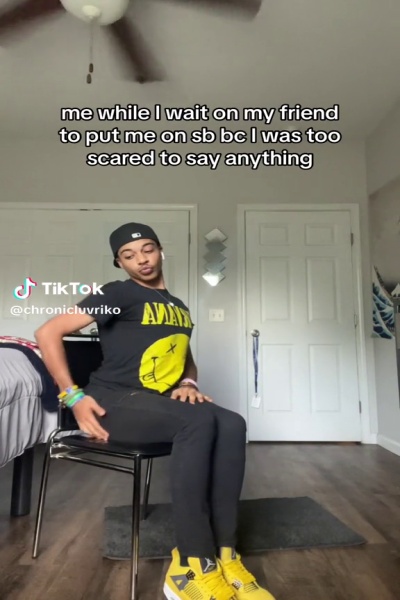 me while I wait on my friend
to put me on sb bc I was too
scared to say anything
TikTok
@chronicluvriko
NIRVANA